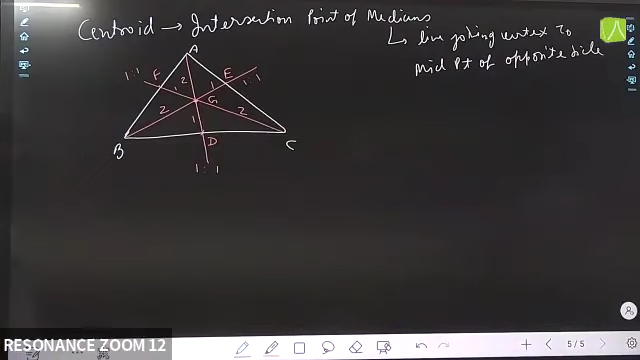 Centroid → Intersection Point of Medians
↳ line joining vertex to
mid pt of opposite side
A
1:1 F 2 E 1:1
1 1
2 G 2
1
B D C
1:1
RESONANCE ZOOM 12
5/5